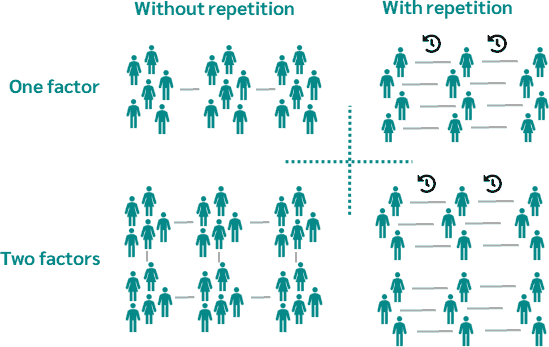 Without repetition
With repetition
One factor
Two factors